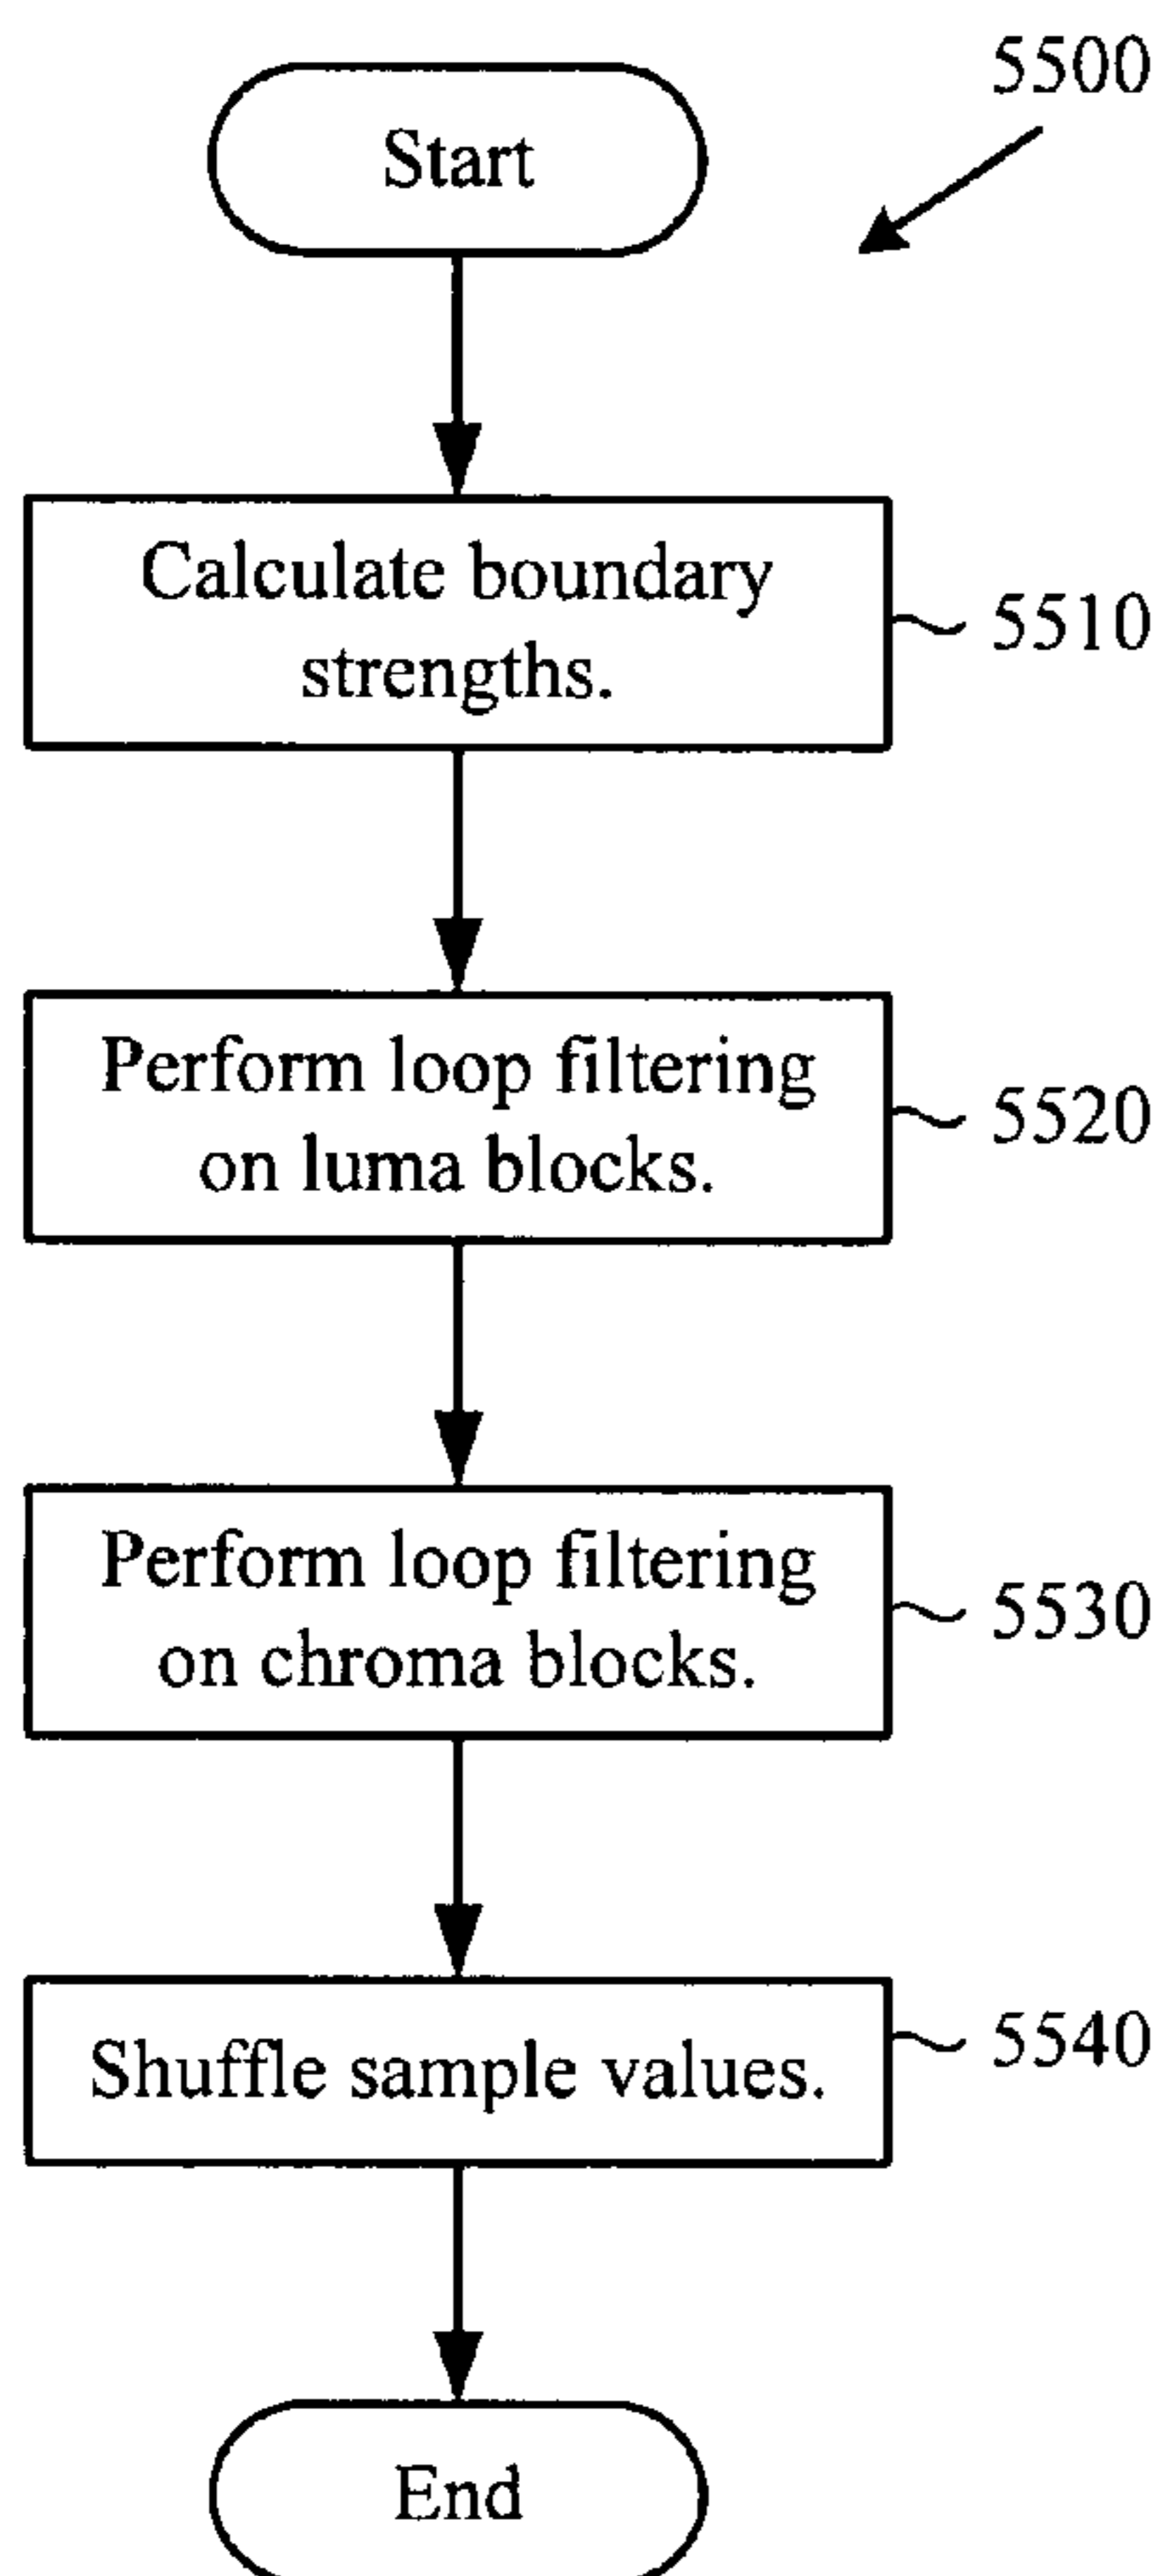 5500
Start
Calculate boundary
strengths.
5510
Perform loop filtering
on luma blocks.
5520
Perform loop filtering
on chroma blocks.
5530
Shuffle sample values.
5540
End